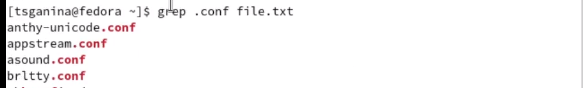 [tsganina@fedora ~]$ grep .conf file.txt
anthy-unicode.conf
appstream.conf
asound.conf
brltty.conf